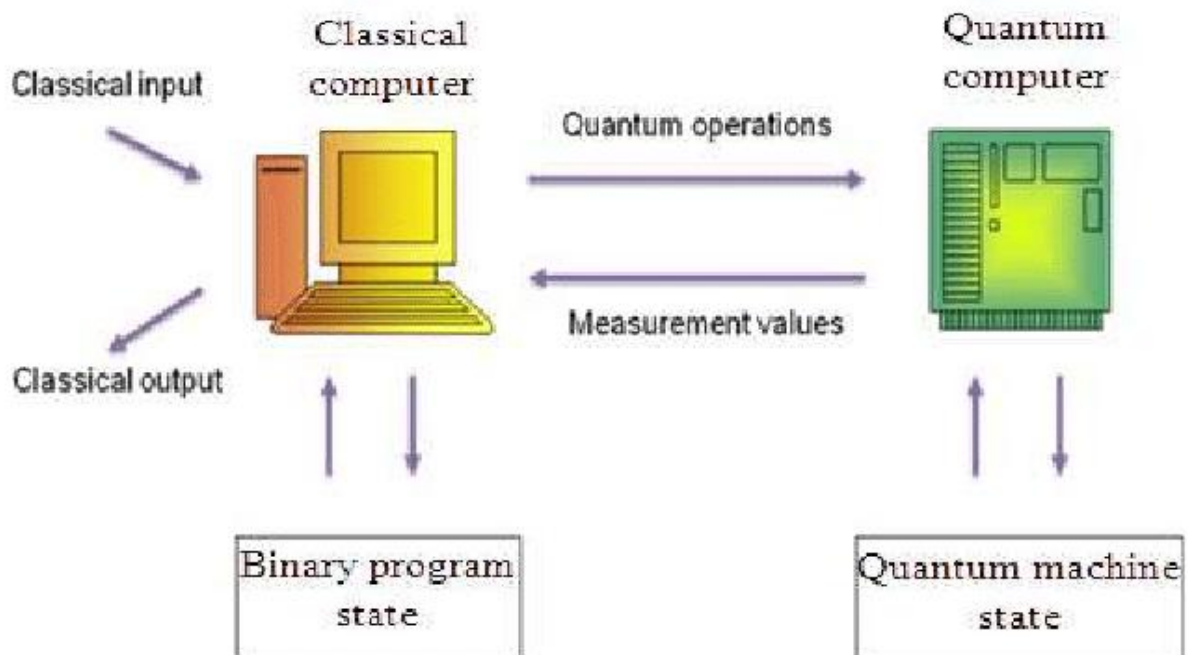 Classical
computer
Quantum
computer
Classical input
Quantum operations
Measurement values
Classical output
Binary program
state
Quantum machine
state